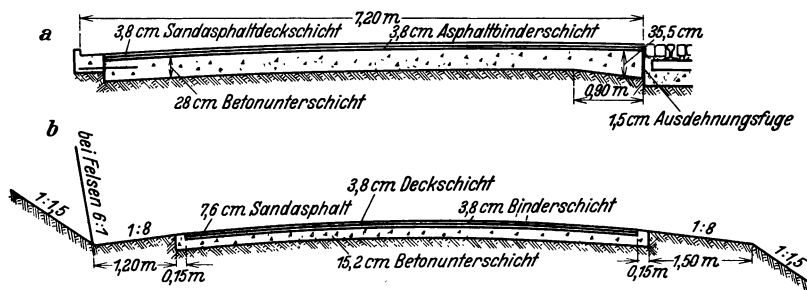 7,20 m
a
3,8 cm Sandasphaltdeckschicht
3,8 cm Asphaltbinderschicht
35,5 cm
28 cm Betonunterschicht
0,90 m
1,5 cm Ausdehnungsfuge
b
bei Felsen 6:1
1:1,5
1:8
7,6 cm Sandasphalt
3,8 cm Deckschicht
3,8 cm Binderschicht
1:8
1:1,5
1,20 m
0,15 m
15,2 cm Betonunterschicht
0,15 m
1,50 m